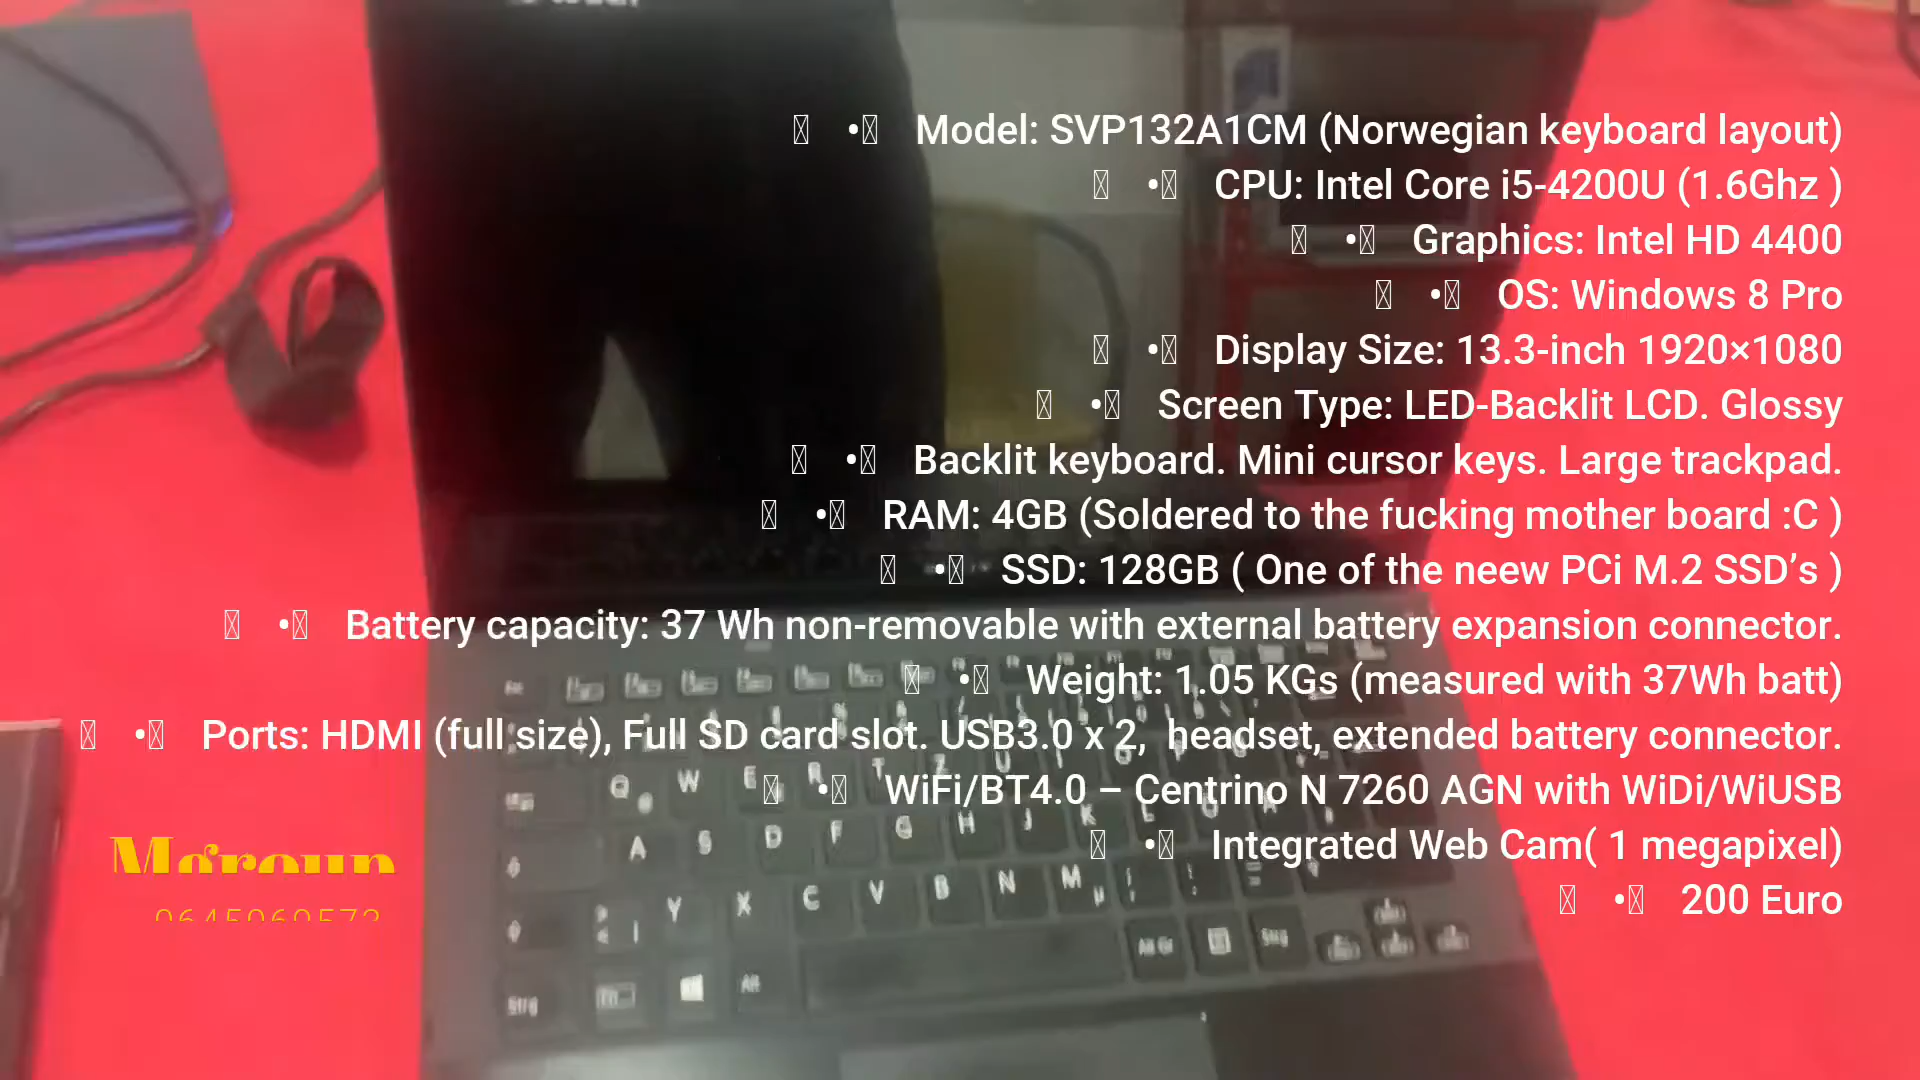 • Model: SVP132A1CM (Norwegian keyboard layout)
• CPU: Intel Core i5-4200U (1.6Ghz )
• Graphics: Intel HD 4400
• OS: Windows 8 Pro
• Display Size: 13.3-inch 1920×1080
• Screen Type: LED-Backlit LCD. Glossy
• Backlit keyboard. Mini cursor keys. Large trackpad.
• RAM: 4GB (Soldered to the fucking mother board :C )
• SSD: 128GB ( One of the neew PCi M.2 SSD’s )
• Battery capacity: 37 Wh non-removable with external battery expansion connector.
• Weight: 1.05 KGs (measured with 37Wh batt)
• Ports: HDMI (full size), Full SD card slot. USB3.0 x 2, headset, extended battery connector.
• WiFi/BT4.0 – Centrino N 7260 AGN with WiDi/WiUSB
• Integrated Web Cam( 1 megapixel)
• 200 Euro
Q W E R T Z U
A S D F G H J K L
Y X C V B N M µ
Strg Alt Alt Gr Strg